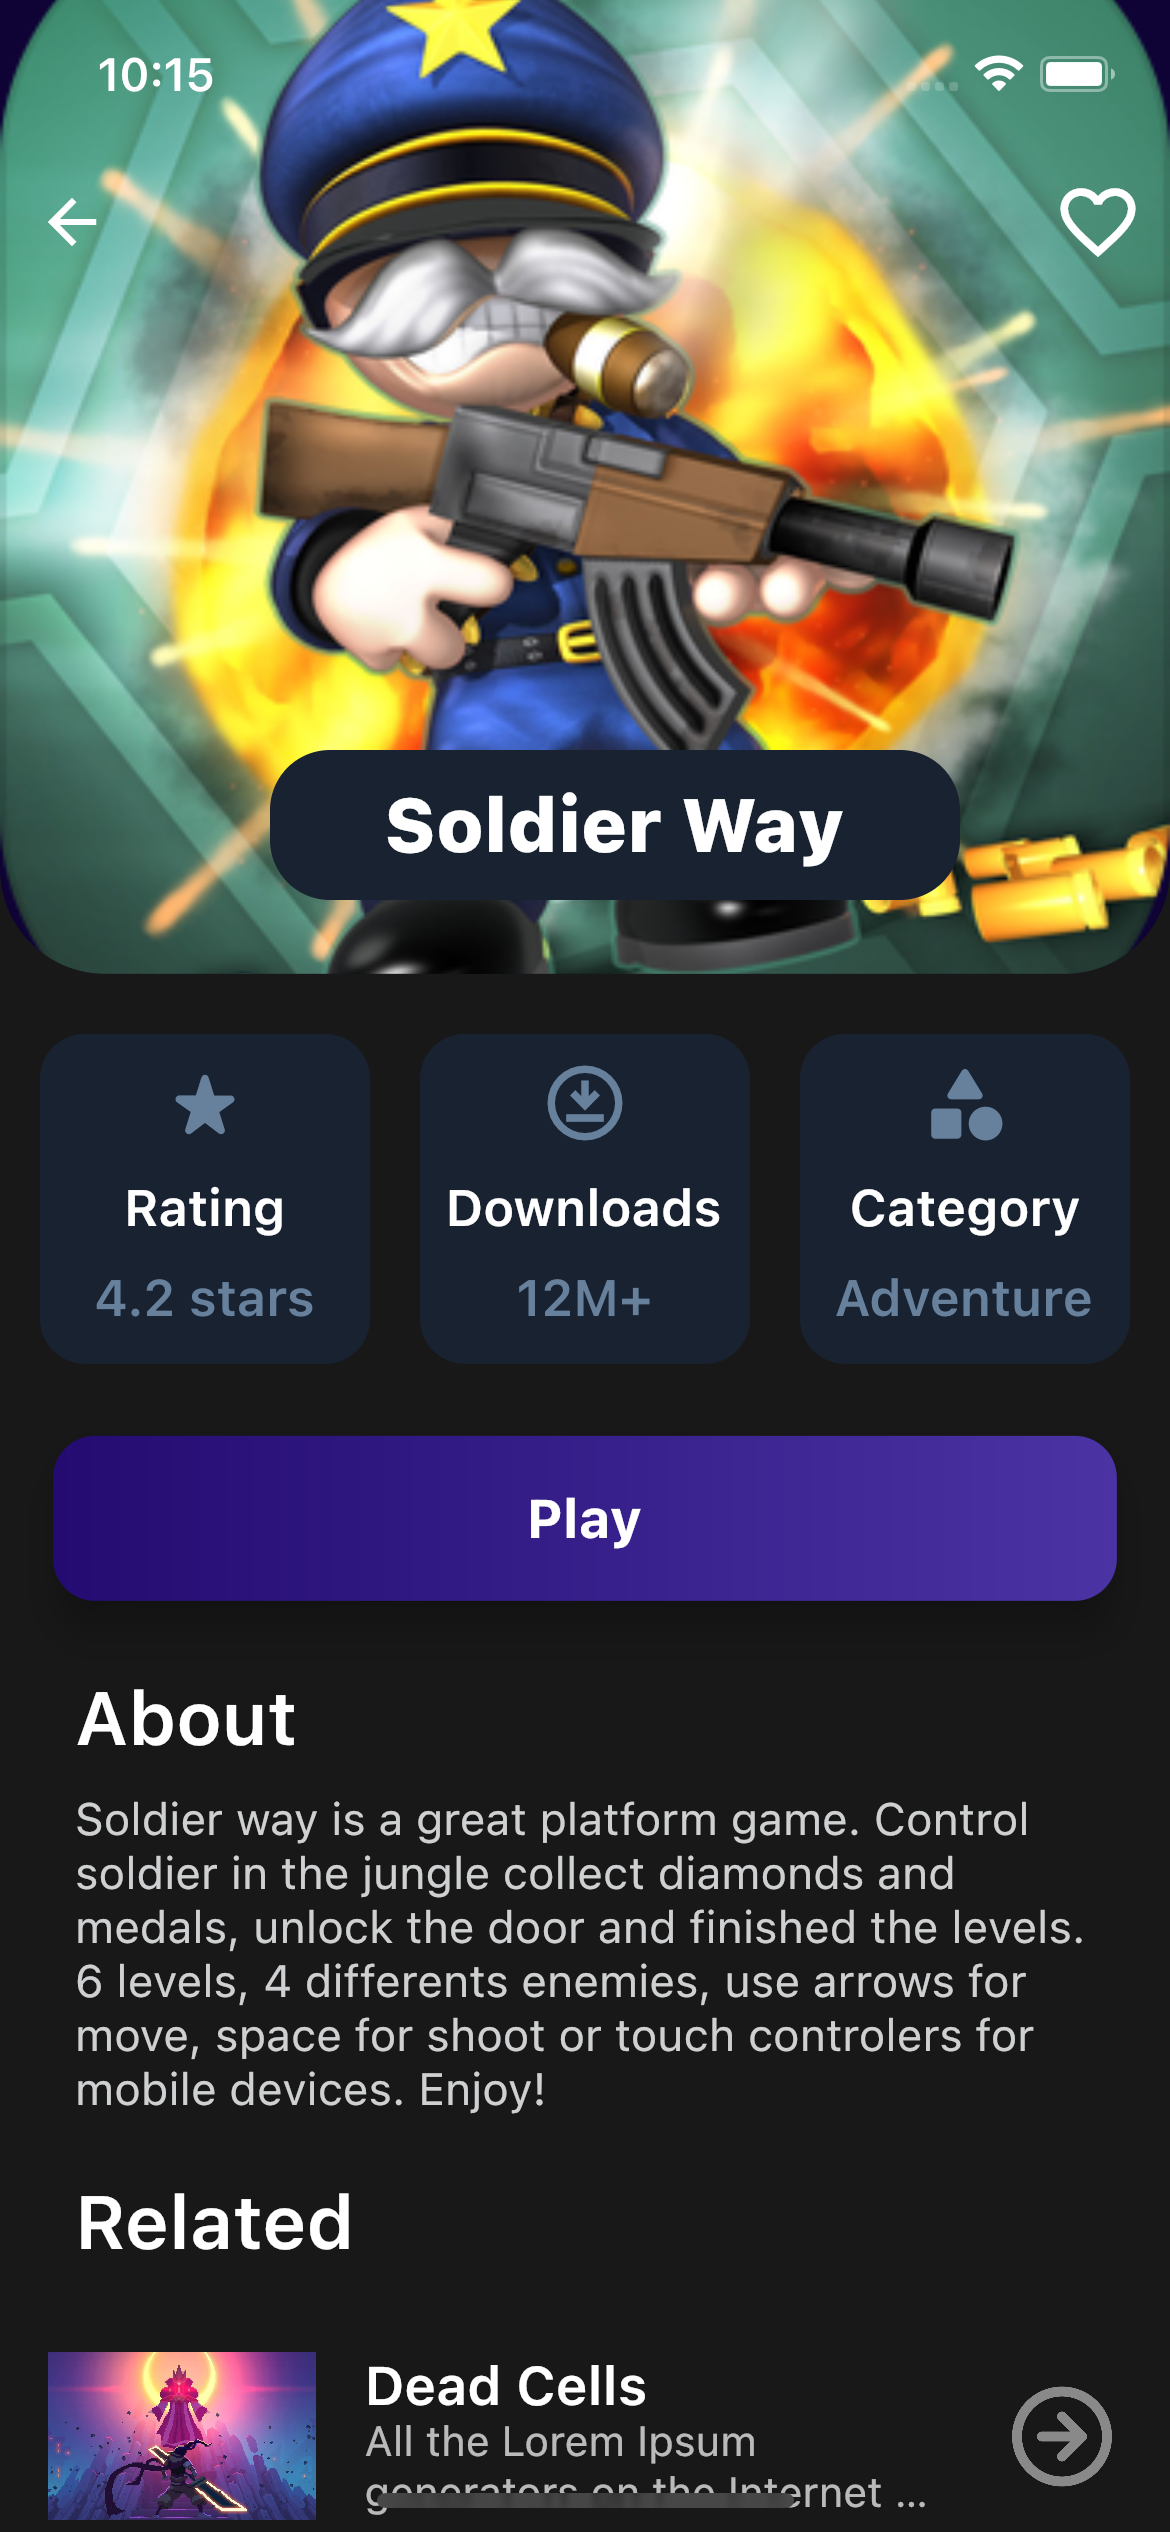 10:15
Soldier Way
Rating
4.2 stars
Downloads
12M+
Category
Adventure
Play
About
Soldier way is a great platform game. Control
soldier in the jungle collect diamonds and
medals, unlock the door and finished the levels.
6 levels, 4 differents enemies, use arrows for
move, space for shoot or touch controlers for
mobile devices. Enjoy!
Related
Dead Cells
All the Lorem Ipsum
generators on the Internet ...